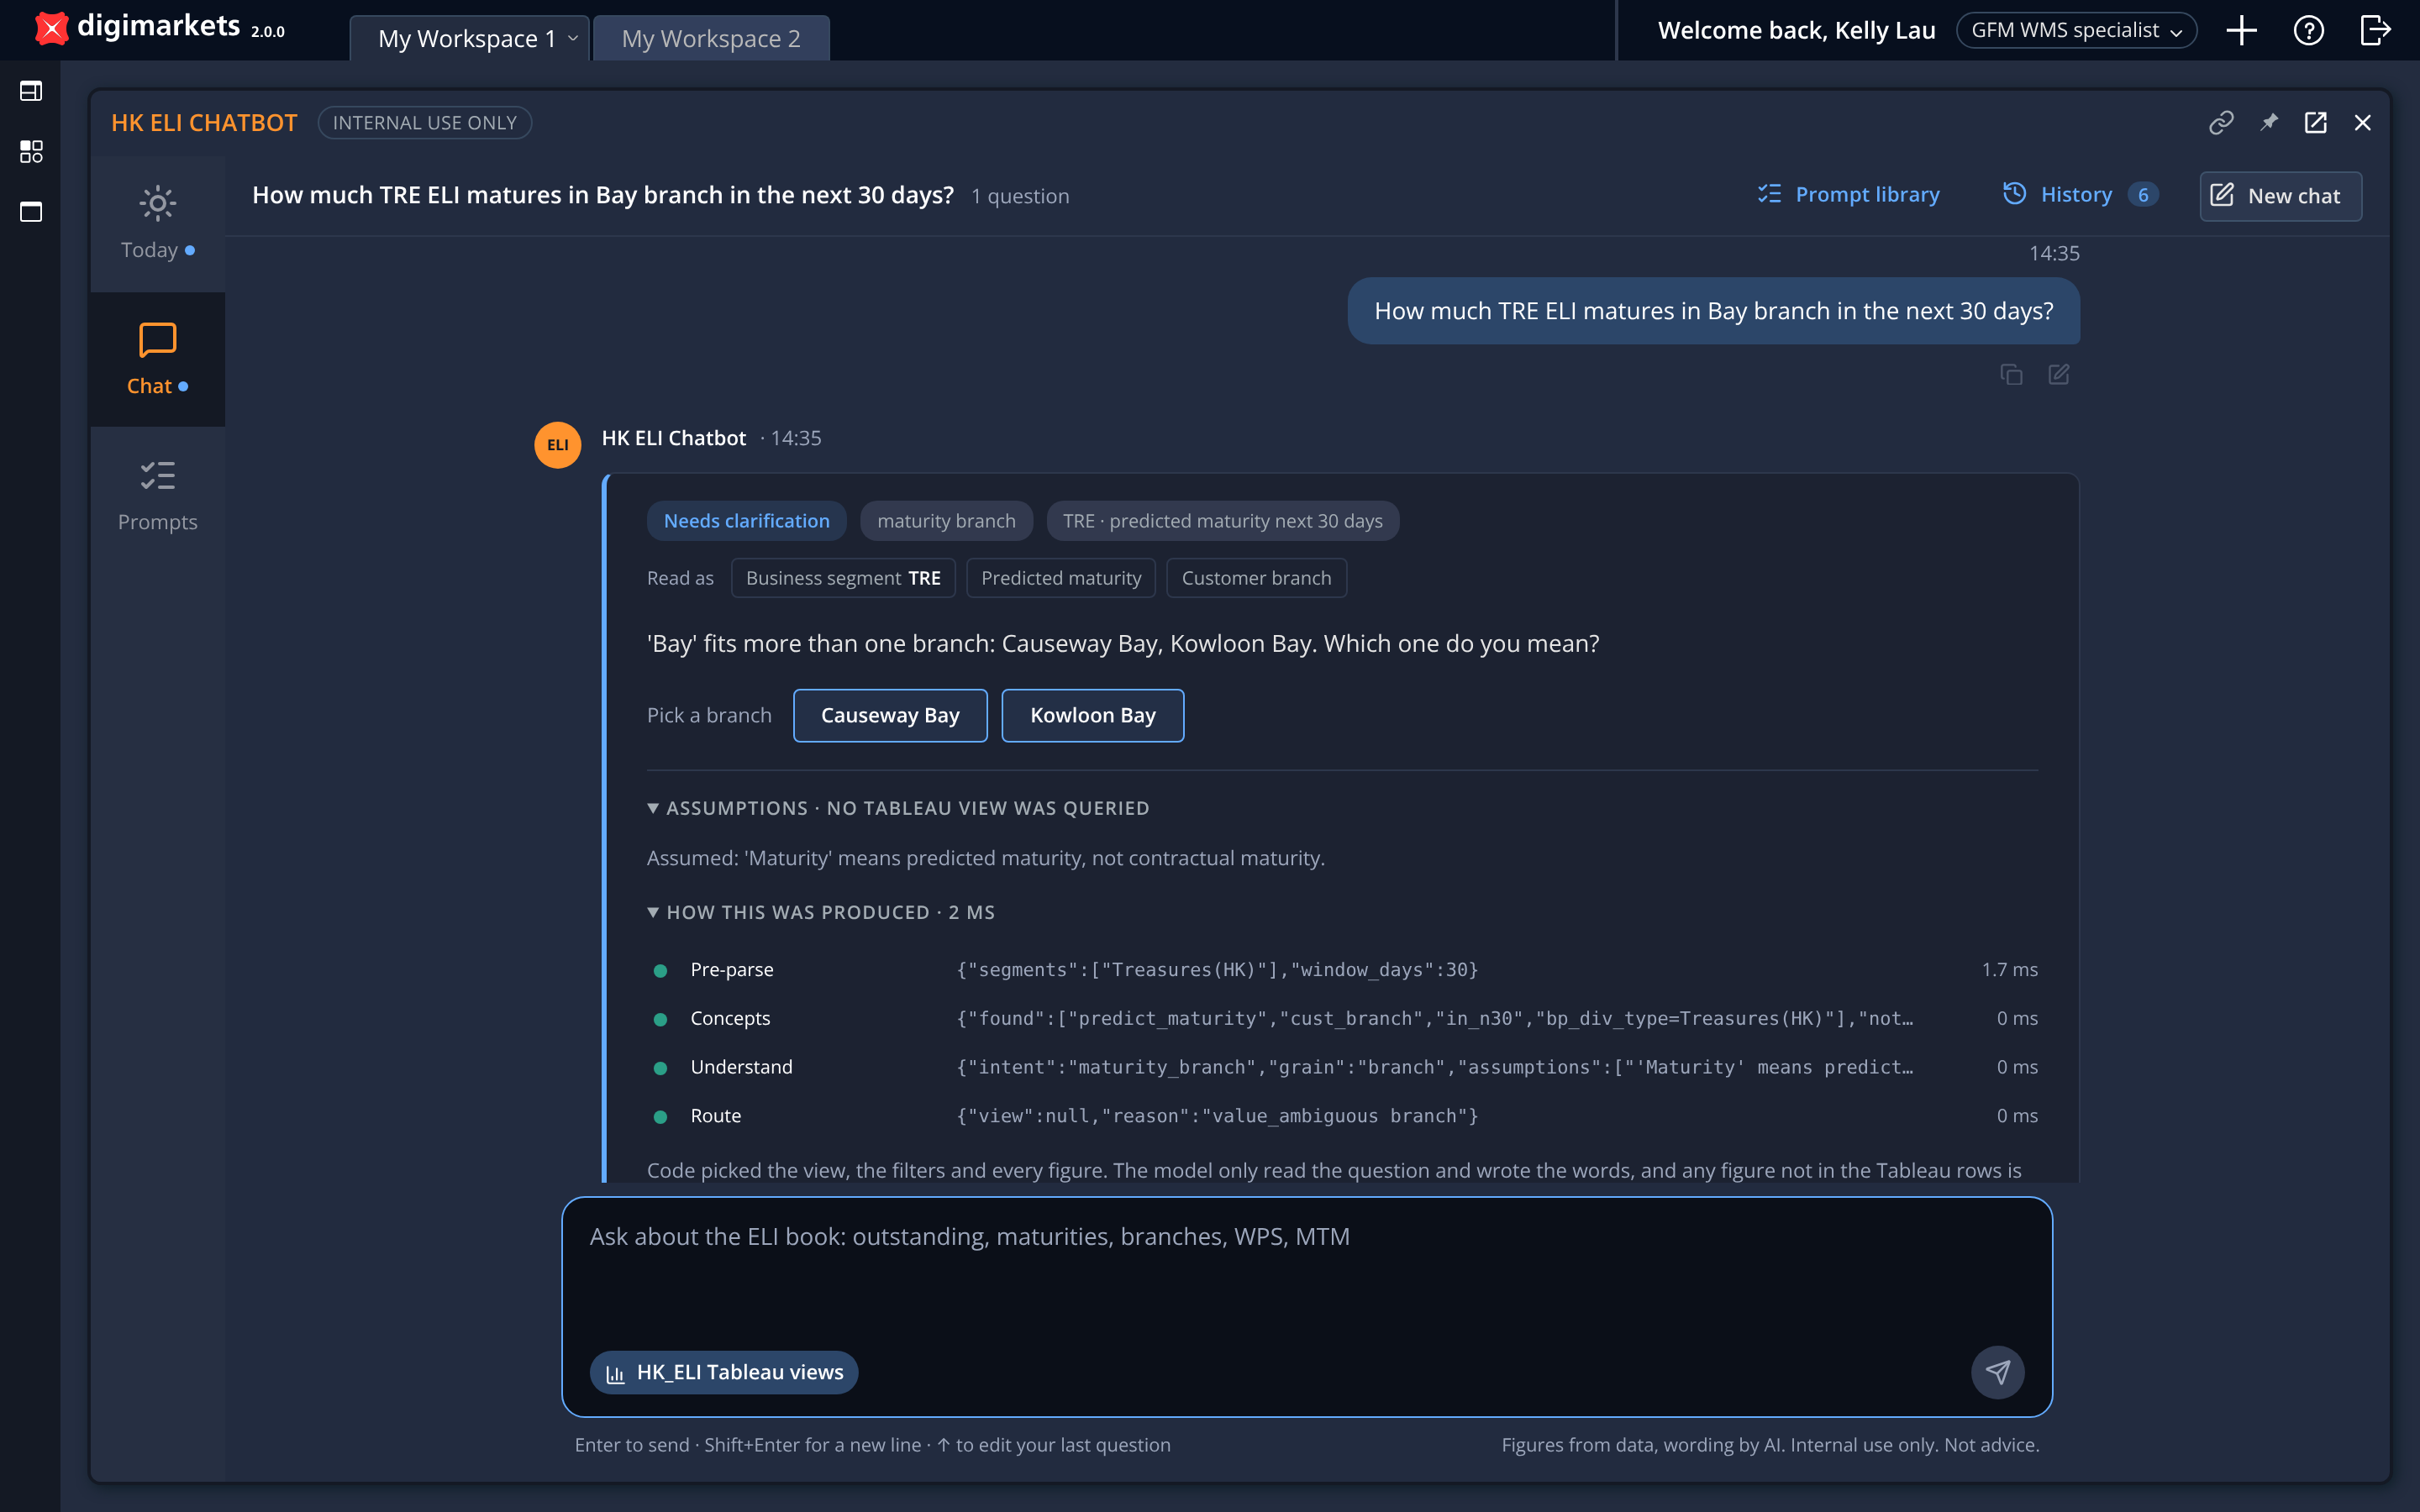 digimarkets 2.0.0
My Workspace 1
My Workspace 2
Welcome back, Kelly Lau
GFM WMS specialist
HK ELI CHATBOT
INTERNAL USE ONLY
Today
Chat
Prompts
How much TRE ELI matures in Bay branch in the next 30 days? 1 question
Prompt library
History 6
New chat
14:35
How much TRE ELI matures in Bay branch in the next 30 days?
ELI
HK ELI Chatbot · 14:35
Needs clarification
maturity branch
TRE · predicted maturity next 30 days
Read as
Business segment TRE
Predicted maturity
Customer branch
'Bay' fits more than one branch: Causeway Bay, Kowloon Bay. Which one do you mean?
Pick a branch
Causeway Bay
Kowloon Bay
▼ ASSUMPTIONS · NO TABLEAU VIEW WAS QUERIED
Assumed: 'Maturity' means predicted maturity, not contractual maturity.
▼ HOW THIS WAS PRODUCED · 2 MS
Pre-parse {"segments":["Treasures(HK)"],"window_days":30} 1.7 ms
Concepts {"found":["predict_maturity","cust_branch","in_n30","bp_div_type=Treasures(HK)"],"not… 0 ms
Understand {"intent":"maturity_branch","grain":"branch","assumptions":["'Maturity' means predict… 0 ms
Route {"view":null,"reason":"value_ambiguous branch"} 0 ms
Code picked the view, the filters and every figure. The model only read the question and wrote the words, and any figure not in the Tableau rows is
Ask about the ELI book: outstanding, maturities, branches, WPS, MTM
HK_ELI Tableau views
Enter to send · Shift+Enter for a new line · ↑ to edit your last question
Figures from data, wording by AI. Internal use only. Not advice.